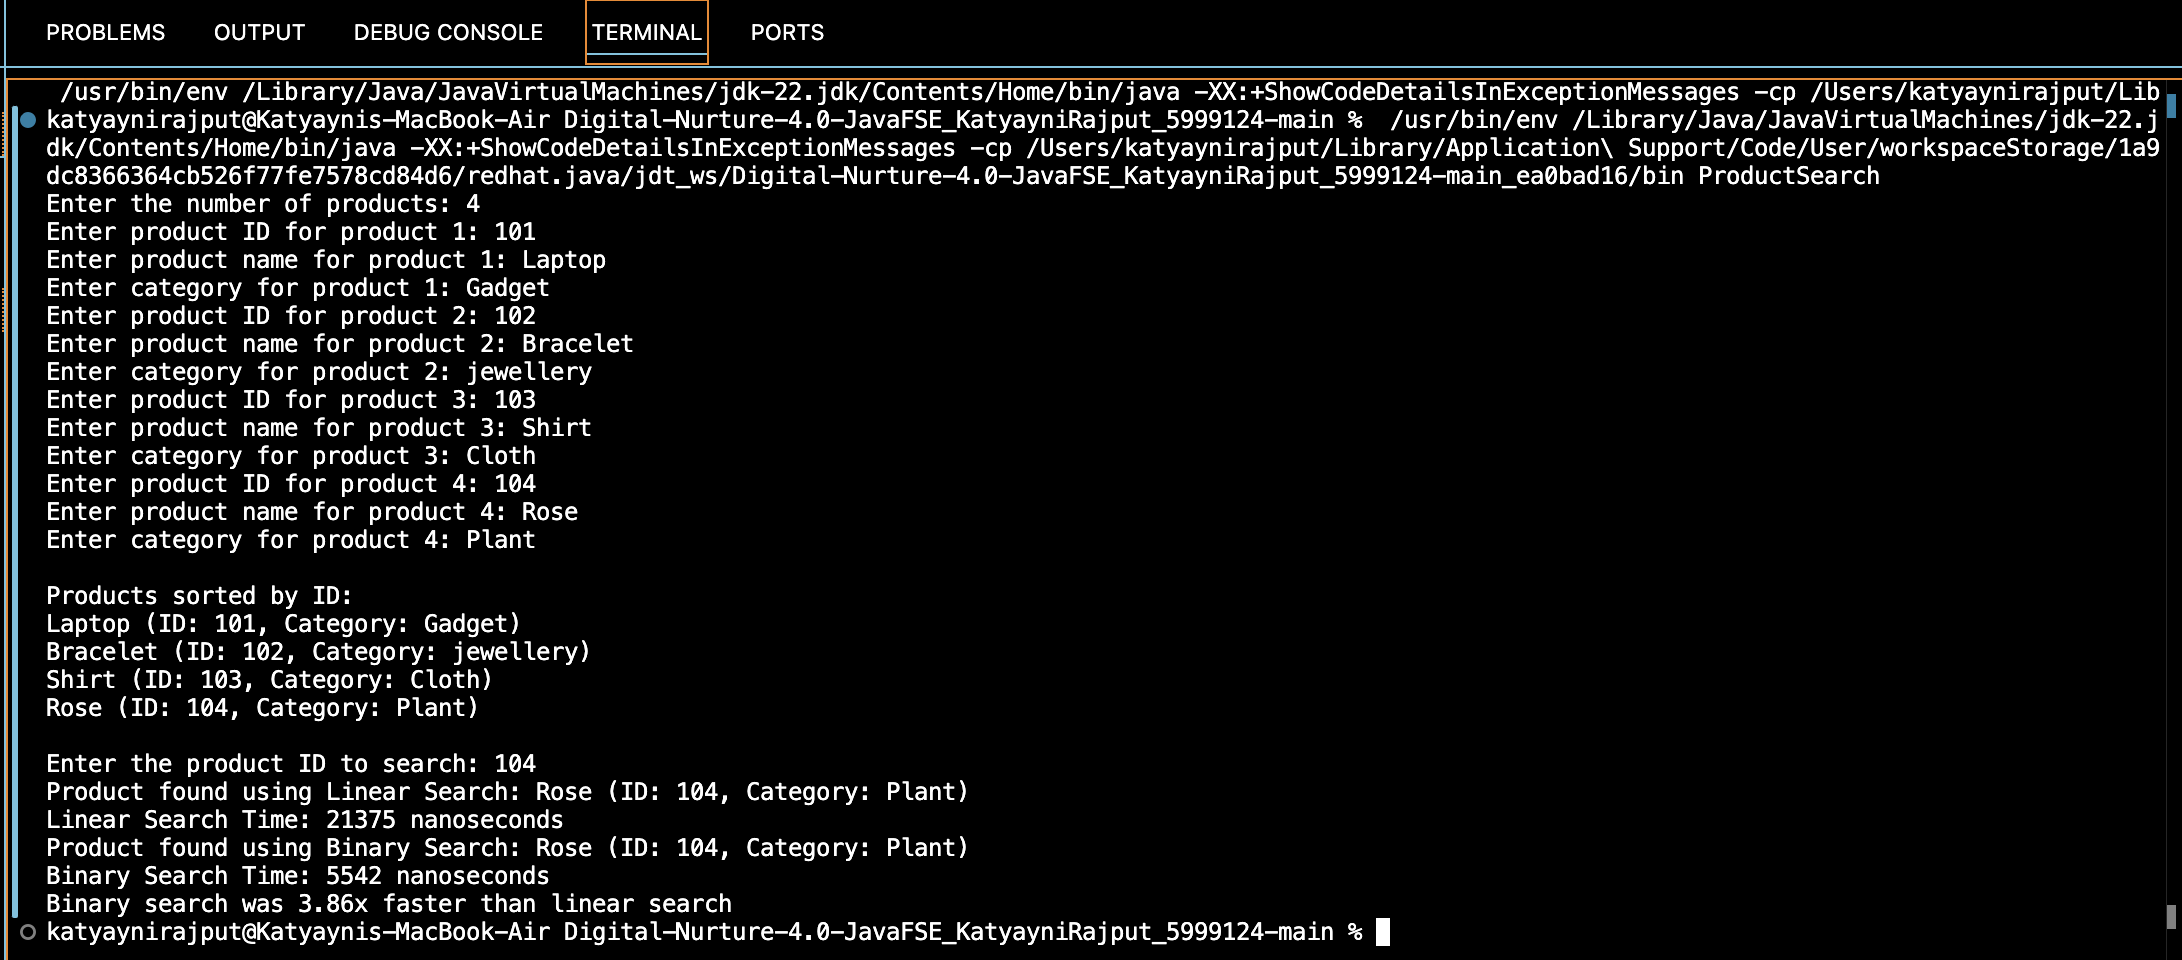 PROBLEMS OUTPUT DEBUG CONSOLE TERMINAL PORTS
/usr/bin/env /Library/Java/JavaVirtualMachines/jdk-22.jdk/Contents/Home/bin/java -XX:+ShowCodeDetailsInExceptionMessages -cp /Users/katyaynirajput/Lib
katyaynirajput@Katyaynis-MacBook-Air Digital-Nurture-4.0-JavaFSE_KatyayniRajput_5999124-main %  /usr/bin/env /Library/Java/JavaVirtualMachines/jdk-22.j
dk/Contents/Home/bin/java -XX:+ShowCodeDetailsInExceptionMessages -cp /Users/katyaynirajput/Library/Application\ Support/Code/User/workspaceStorage/1a9
dc8366364cb526f77fe7578cd84d6/redhat.java/jdt_ws/Digital-Nurture-4.0-JavaFSE_KatyayniRajput_5999124-main_ea0bad16/bin ProductSearch
Enter the number of products: 4
Enter product ID for product 1: 101
Enter product name for product 1: Laptop
Enter category for product 1: Gadget
Enter product ID for product 2: 102
Enter product name for product 2: Bracelet
Enter category for product 2: jewellery
Enter product ID for product 3: 103
Enter product name for product 3: Shirt
Enter category for product 3: Cloth
Enter product ID for product 4: 104
Enter product name for product 4: Rose
Enter category for product 4: Plant

Products sorted by ID:
Laptop (ID: 101, Category: Gadget)
Bracelet (ID: 102, Category: jewellery)
Shirt (ID: 103, Category: Cloth)
Rose (ID: 104, Category: Plant)

Enter the product ID to search: 104
Product found using Linear Search: Rose (ID: 104, Category: Plant)
Linear Search Time: 21375 nanoseconds
Product found using Binary Search: Rose (ID: 104, Category: Plant)
Binary Search Time: 5542 nanoseconds
Binary search was 3.86x faster than linear search
katyaynirajput@Katyaynis-MacBook-Air Digital-Nurture-4.0-JavaFSE_KatyayniRajput_5999124-main %